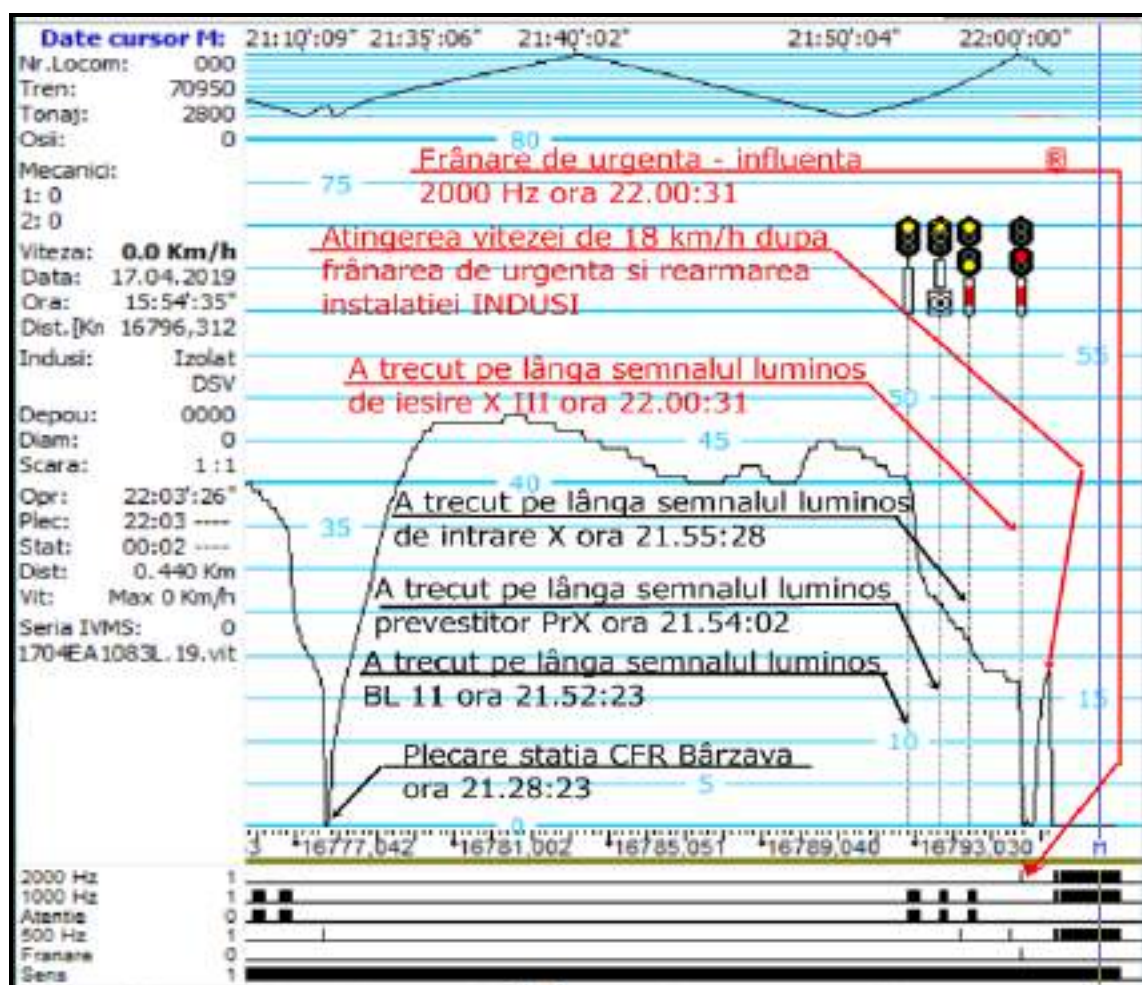 Date cursor M: 21:10':09" 21:35':06" 21:40':02" 21:50':04" 22:00':00"
Nr.Locom: 000
Tren: 70950
Tonaj: 2800
Osii: 0
Mecanici:
1: 0
2: 0
Viteza: 0.0 Km/h
Data: 17.04.2019
Ora: 15:54':35"
Dist.[Kn 16796,312
Indusi: Izolat
DSV
Depou: 0000
Diam: 0
Scara: 1:1
Opr: 22:03':26"
Plec: 22:03 ----
Stat: 00:02 ----
Dist: 0.440 Km
Vit: Max 0 Km/h
Seria IVMS: 0
1704EA1083L.19.vit
80
Frânare de urgenta - influenta
2000 Hz ora 22.00:31
R
75
Atingerea vitezei de 18 km/h dupa
frânarea de urgenta si rearmarea
instalatiei INDUSI
55
A trecut pe lânga semnalul luminos
de iesire X III ora 22.00:31
50
45
40
A trecut pe lânga semnalul luminos
de intrare X ora 21.55:28
35
A trecut pe lânga semnalul luminos
prevestitor PrX ora 21.54:02
A trecut pe lânga semnalul luminos
BL 11 ora 21.52:23
15
10
Plecare statia CFR Bârzava
ora 21.28:23
5
0
3 16777,042 16781,002 16785,051 16789,040 16793,030 M
2000 Hz 1
1000 Hz 1
Atentie 0
500 Hz 1
Franare 0
Sens 1